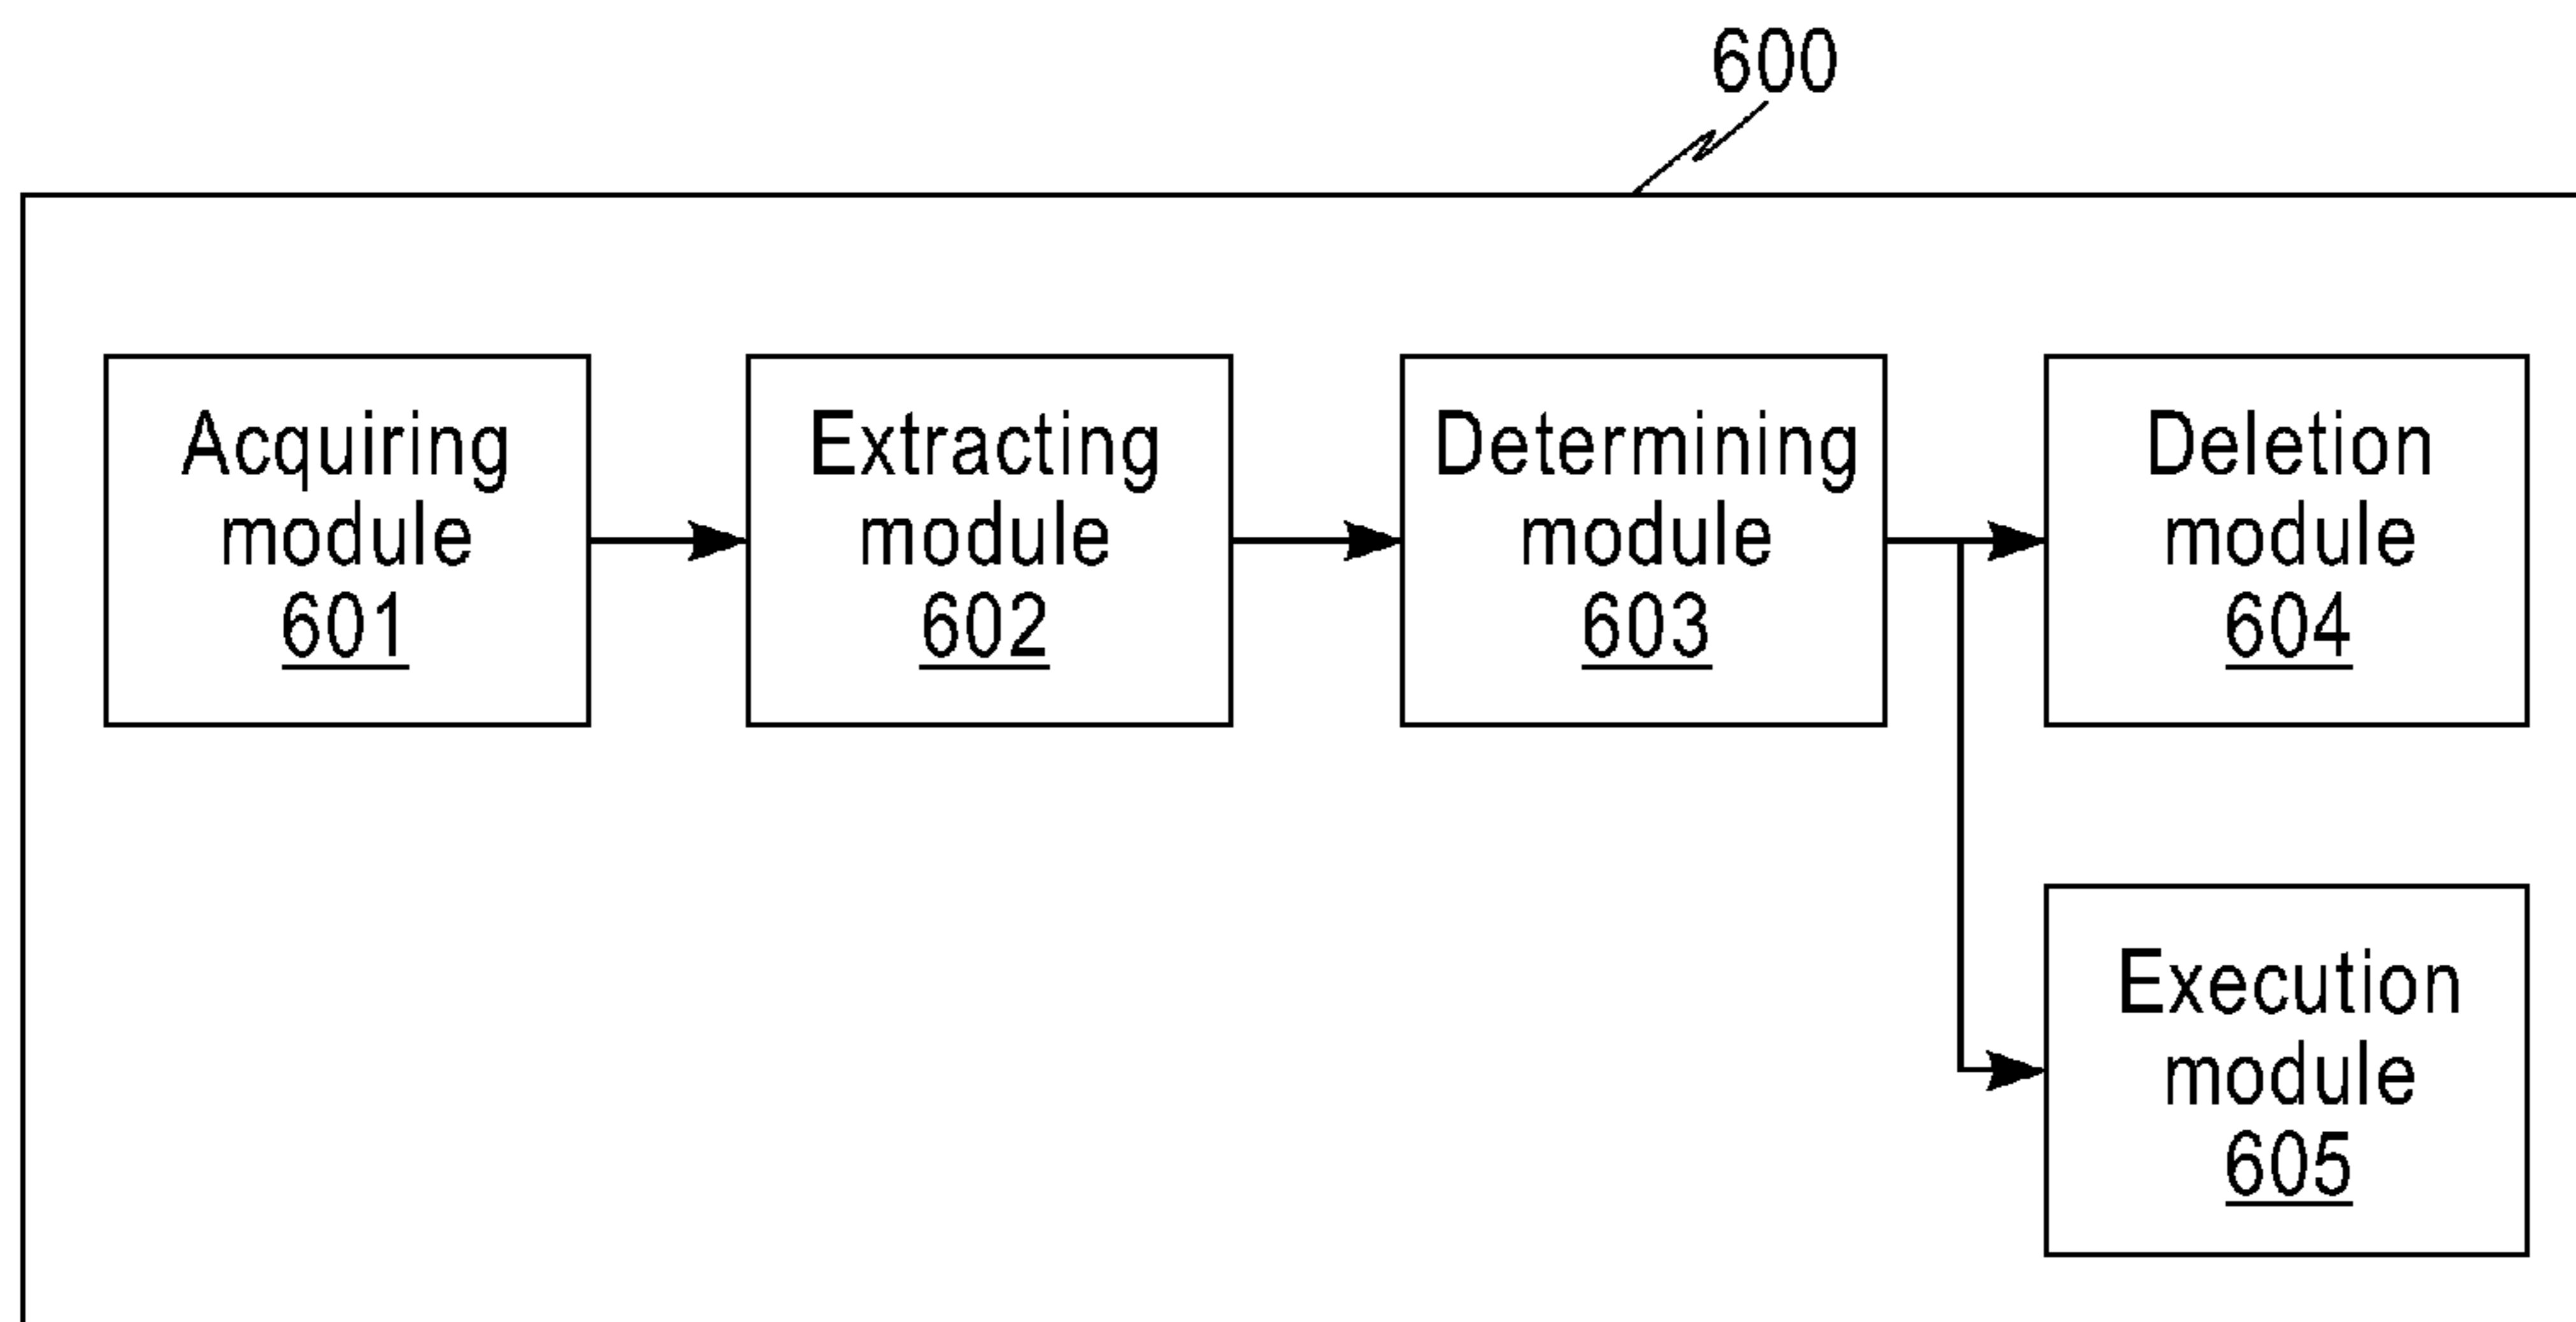 600
Acquiring
module
601
Extracting
module
602
Determining
module
603
Deletion
module
604
Execution
module
605